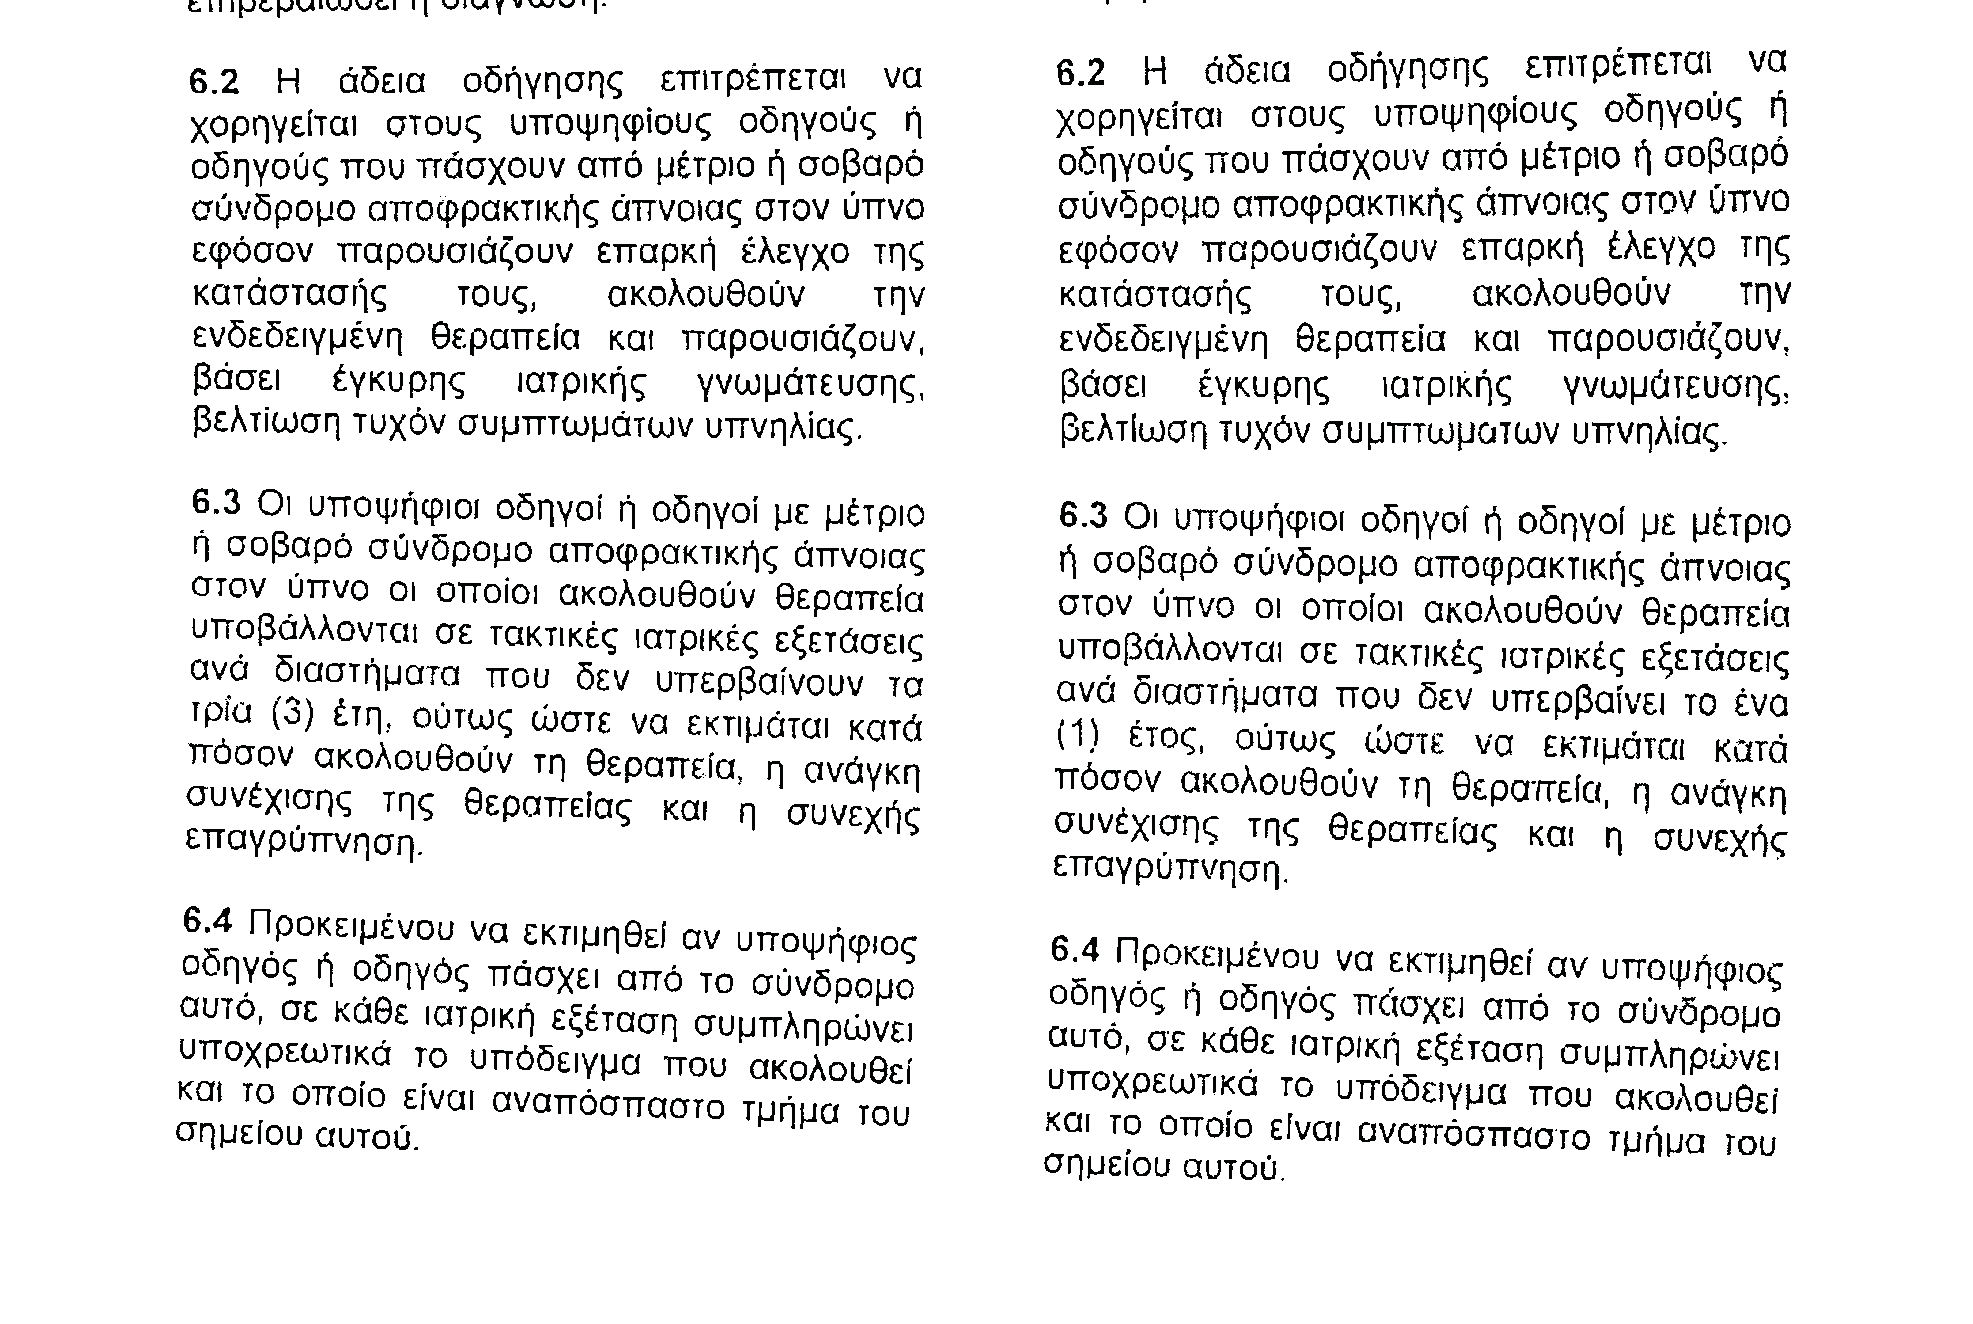 επιβεβαιώσει η διάγνωση.
6.2 Η άδεια οδήγησης επιτρέπεται να
χορηγείται στους υποψηφίους οδηγούς ή
οδηγούς που πάσχουν από μέτριο ή σοβαρό
σύνδρομο αποφρακτικής άπνοιας στον ύπνο
εφόσον παρουσιάζουν επαρκή έλεγχο της
κατάστασής τους, ακολουθούν την
ενδεδειγμένη θεραπεία και παρουσιάζουν,
βάσει έγκυρης ιατρικής γνωμάτευσης,
βελτίωση τυχόν συμπτωμάτων υπνηλίας.
6.3 Οι υποψήφιοι οδηγοί ή οδηγοί με μέτριο
ή σοβαρό σύνδρομο αποφρακτικής άπνοιας
στον ύπνο οι οποίοι ακολουθούν θεραπεία
υποβάλλονται σε τακτικές ιατρικές εξετάσεις
ανά διαστήματα που δεν υπερβαίνουν τα
τρία (3) έτη, ούτως ώστε να εκτιμάται κατά
πόσον ακολουθούν τη θεραπεία, η ανάγκη
συνέχισης της θεραπείας και η συνεχής
επαγρύπνηση.
6.4 Προκειμένου να εκτιμηθεί αν υποψήφιος
οδηγός ή οδηγός πάσχει από το σύνδρομο
αυτό, σε κάθε ιατρική εξέταση συμπληρώνει
υποχρεωτικά το υπόδειγμα που ακολουθεί
και το οποίο είναι αναπόσπαστο τμήμα του
σημείου αυτού.
6.2 Η άδεια οδήγησης επιτρέπεται να
χορηγείται στους υποψηφίους οδηγούς ή
οδηγούς που πάσχουν από μέτριο ή σοβαρό
σύνδρομο αποφρακτικής άπνοιας στον ύπνο
εφόσον παρουσιάζουν επαρκή έλεγχο της
κατάστασής τους, ακολουθούν την
ενδεδειγμένη θεραπεία και παρουσιάζουν,
βάσει έγκυρης ιατρικής γνωμάτευσης,
βελτίωση τυχόν συμπτωματων υπνηλίας.
6.3 Οι υποψήφιοι οδηγοί ή οδηγοί με μέτριο
ή σοβαρό σύνδρομο αποφρακτικής άπνοιας
στον ύπνο οι οποίοι ακολουθούν θεραπεία
υποβάλλονται σε τακτικές ιατρικές εξετάσεις
ανά διαστήματα που δεν υπερβαίνει το ένα
(1) έτος, ούτως ώστε να εκτιμάται κατά
πόσον ακολουθούν τη θεραπεία, η ανάγκη
συνέχισης της θεραπείας και η συνεχής
επαγρύπνηση.
6.4 Προκειμένου να εκτιμηθεί αν υποψήφιος
οδηγός ή οδηγός πάσχει από το σύνδρομο
αυτό, σε κάθε ιατρική εξέταση συμπληρώνει
υποχρεωτικά το υπόδειγμα που ακολουθεί
και το οποίο είναι αναπόσπαστο τμήμα του
σημείου αυτού.